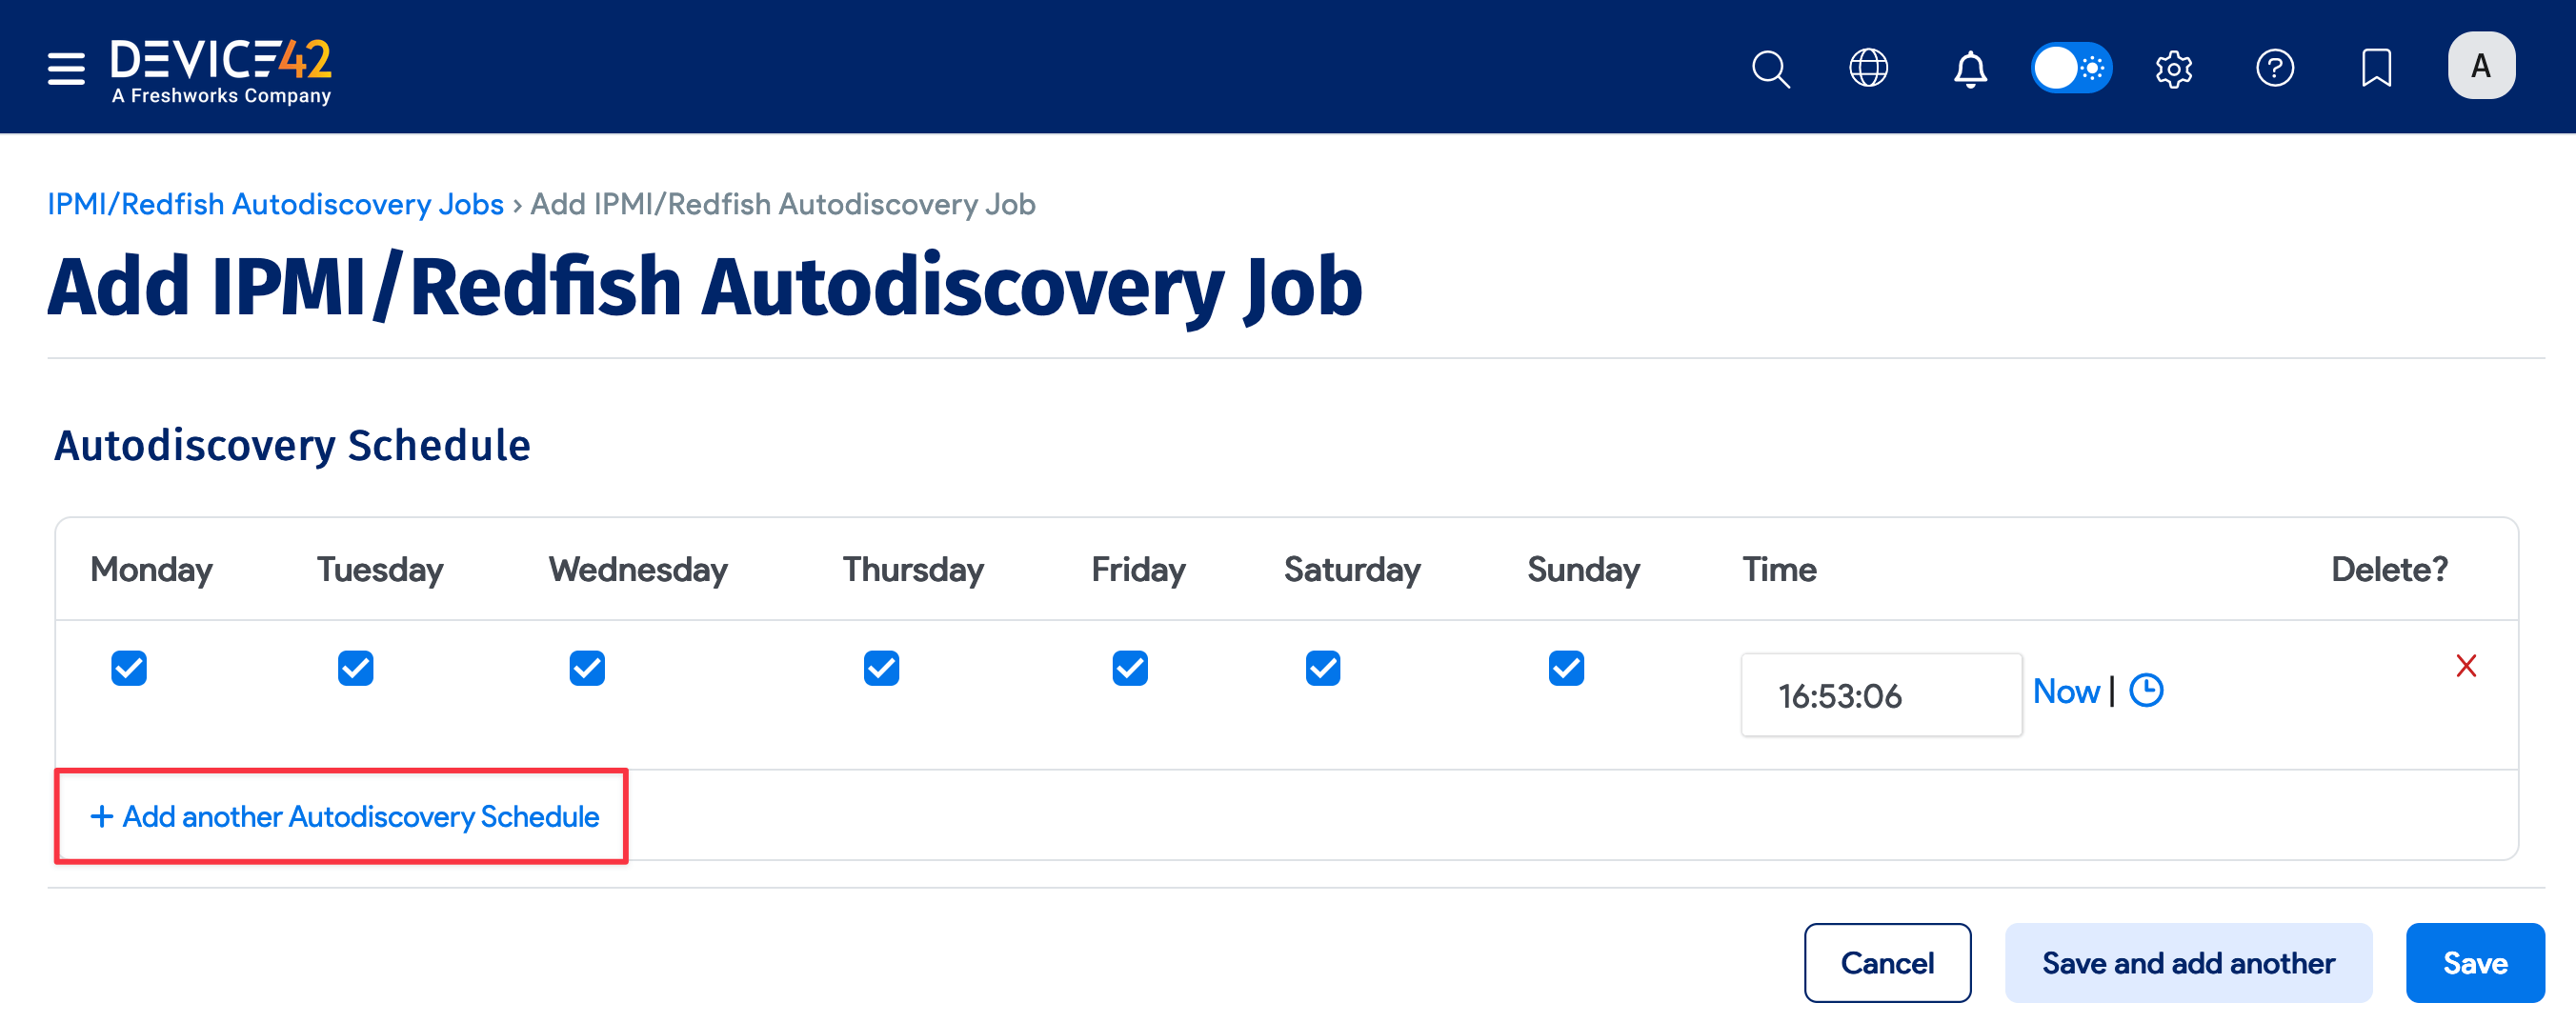 DEVICE42
A Freshworks Company
A
IPMI/Redfish Autodiscovery Jobs › Add IPMI/Redfish Autodiscovery Job
Add IPMI/Redfish Autodiscovery Job
Autodiscovery Schedule
Monday Tuesday Wednesday Thursday Friday Saturday Sunday Time Delete?
16:53:06 Now |
+ Add another Autodiscovery Schedule
Cancel Save and add another Save